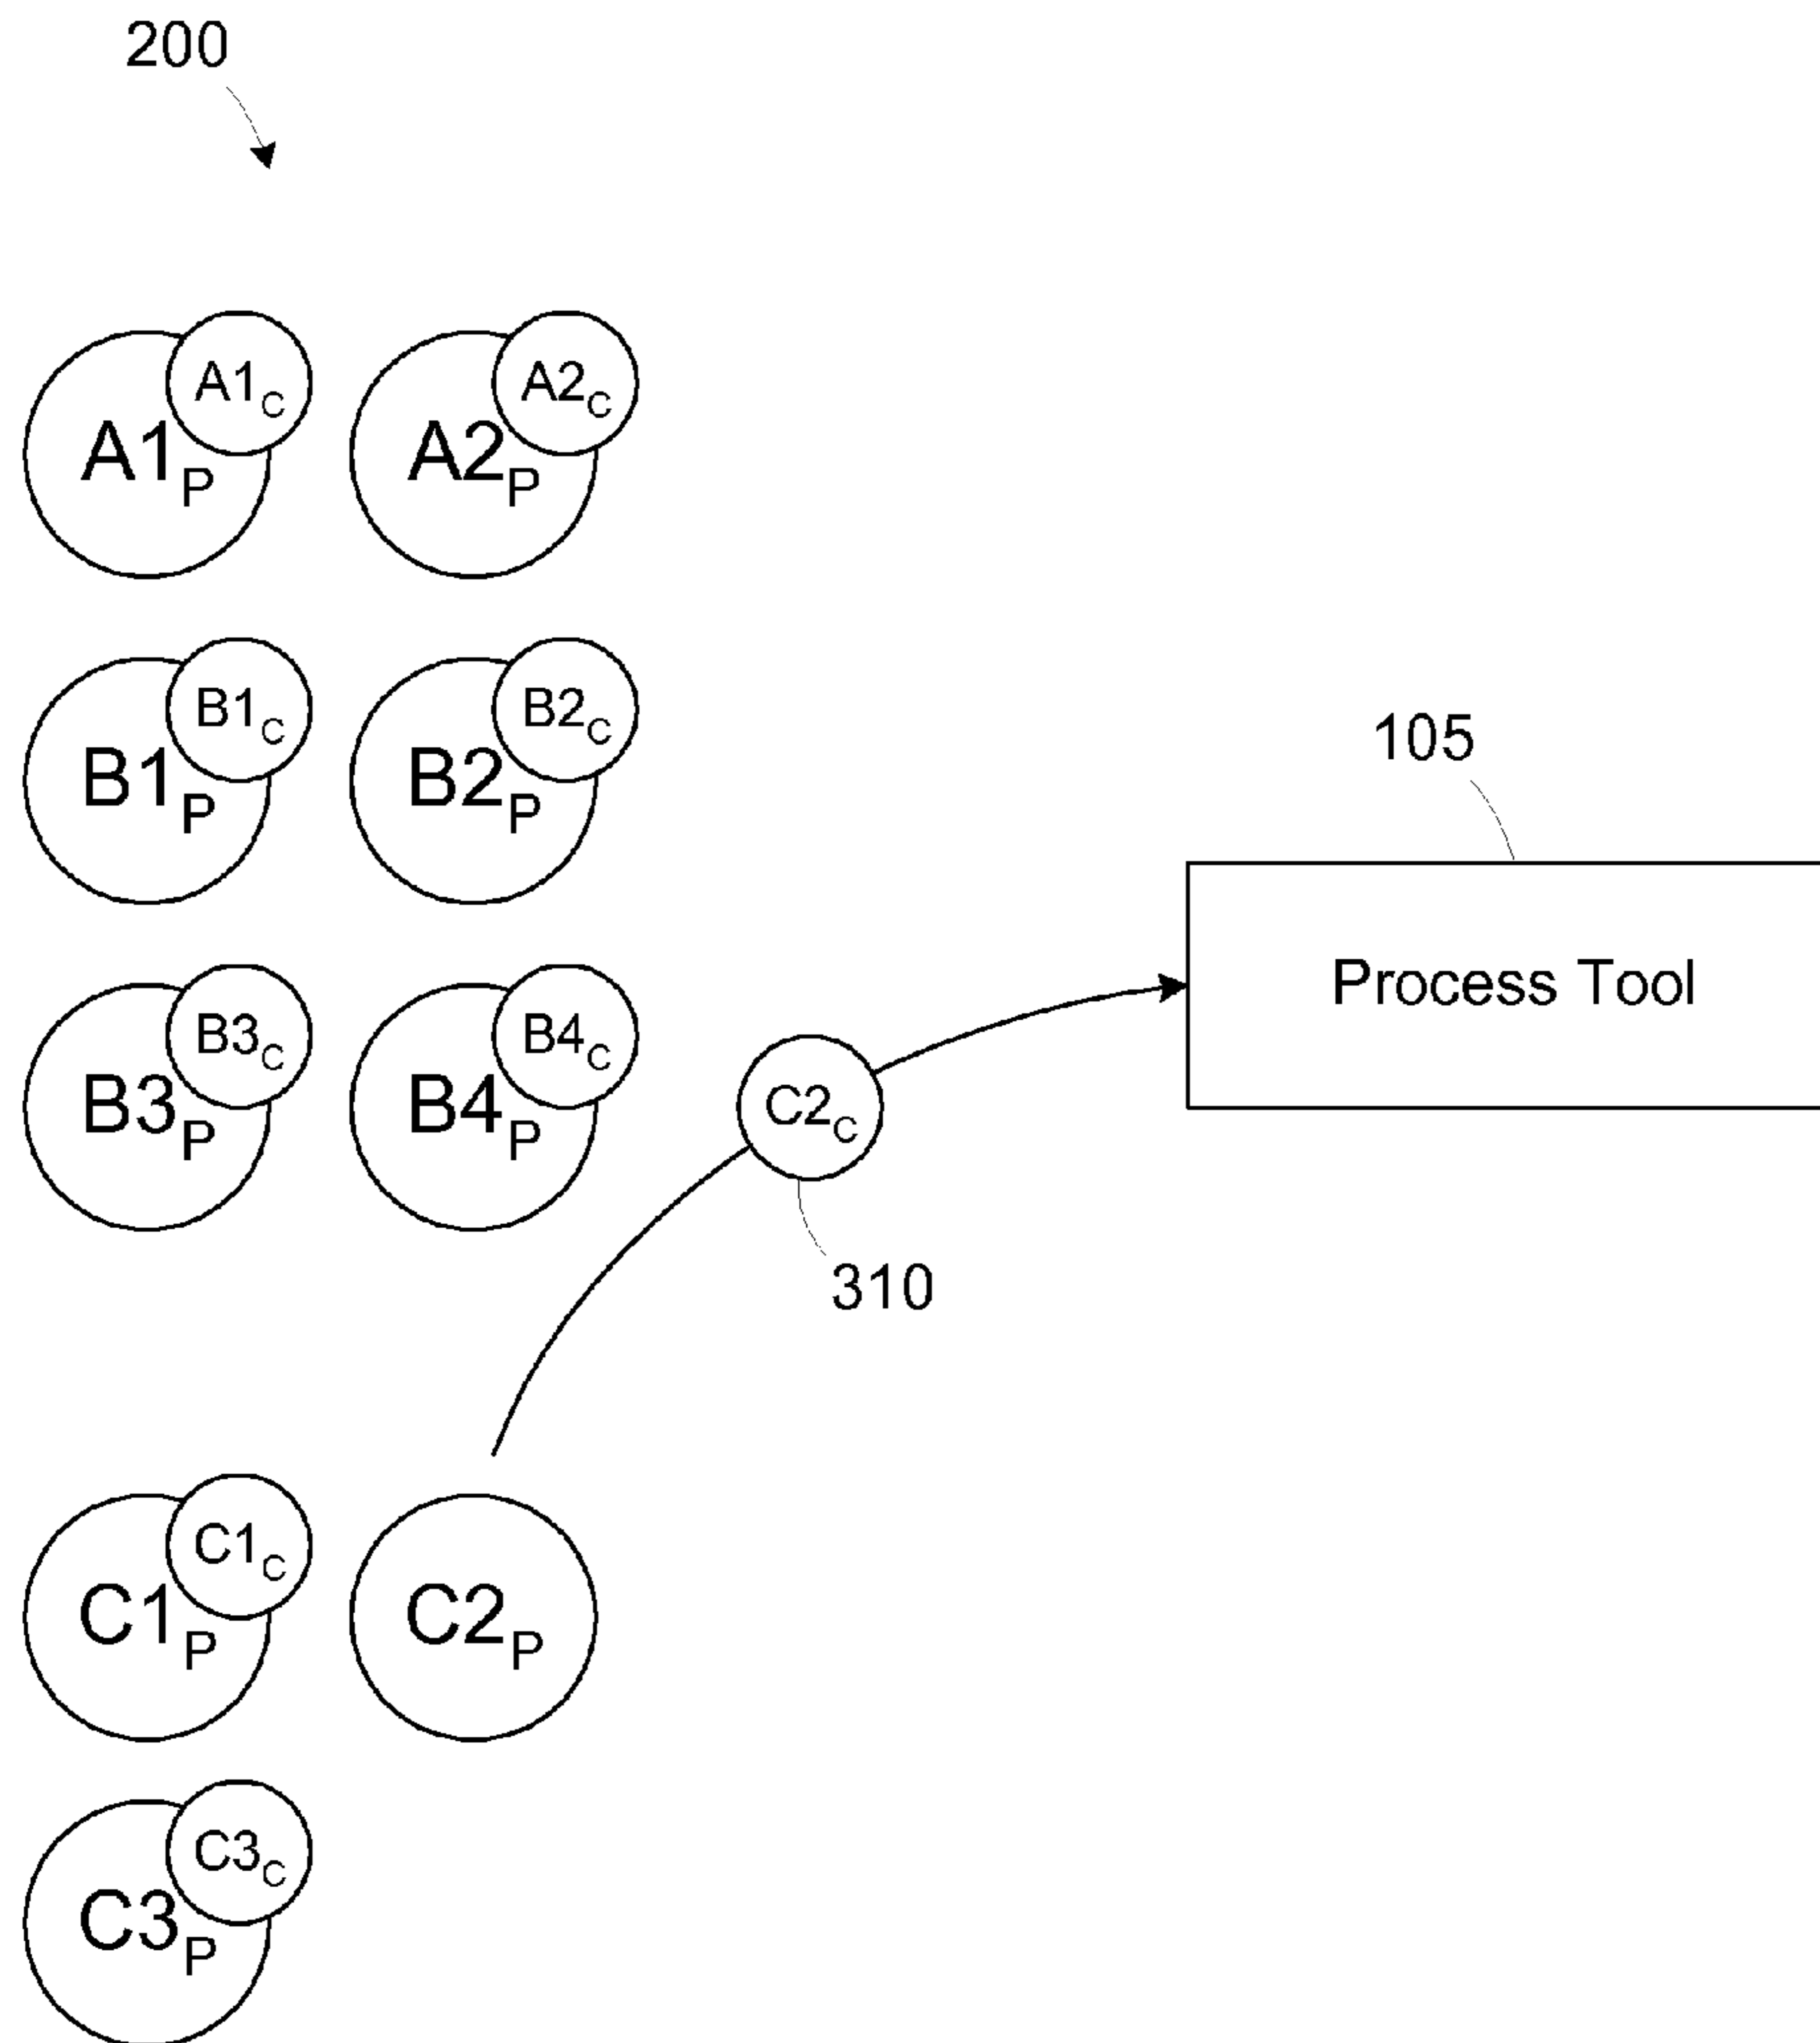 200
A1C A2C
A1P A2P
B1C B2C
B1P B2P
105
Process Tool
B3C B4C
B3P B4P
C2C
310
C1C
C1P C2P
C3C
C3P